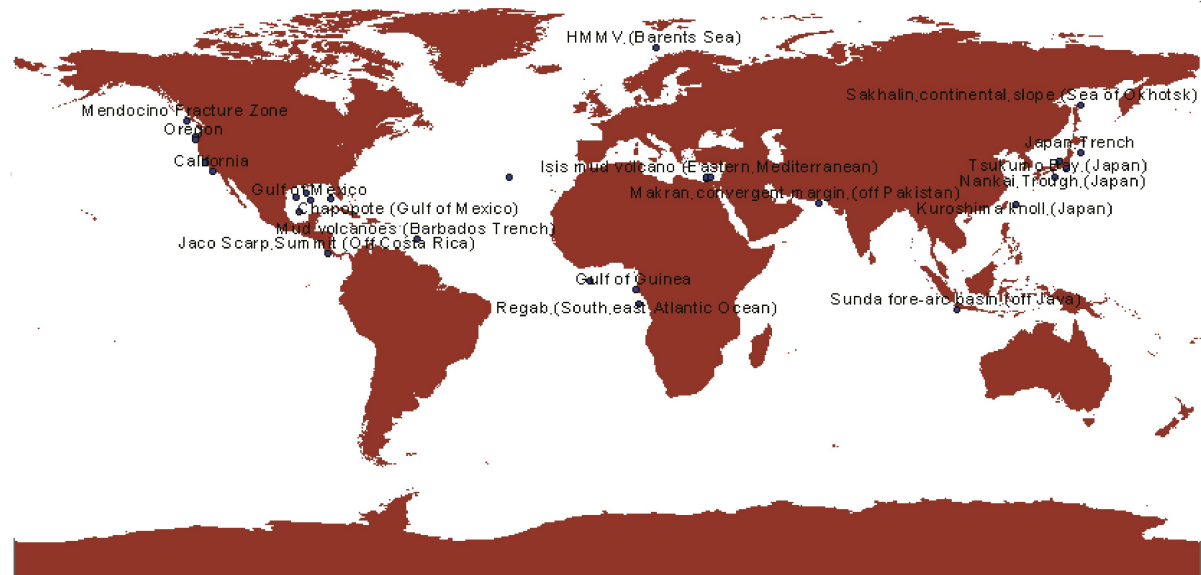 HMMV,(Barents Sea)
Sakhalin,continental,slope,(Sea of Okhotsk)
Mendocino Fracture Zone
Oregon
Japan,Trench
California
Isis mud volcano (Eastern,Mediterranean)
Tsukumo Bay,(Japan)
Nankai,Trough,(Japan)
Gulf of Mexico
Makran,convergent margin,(off Pakistan)
Chapopote (Gulf of Mexico)
Kuroshima knoll,(Japan)
Mud volcanoes (Barbados Trench)
Jaco Scarp,Summit (Off Costa Rica)
Gulf of Guinea
Regab,(South,east Atlantic Ocean)
Sunda fore-arc basin,(off Java)